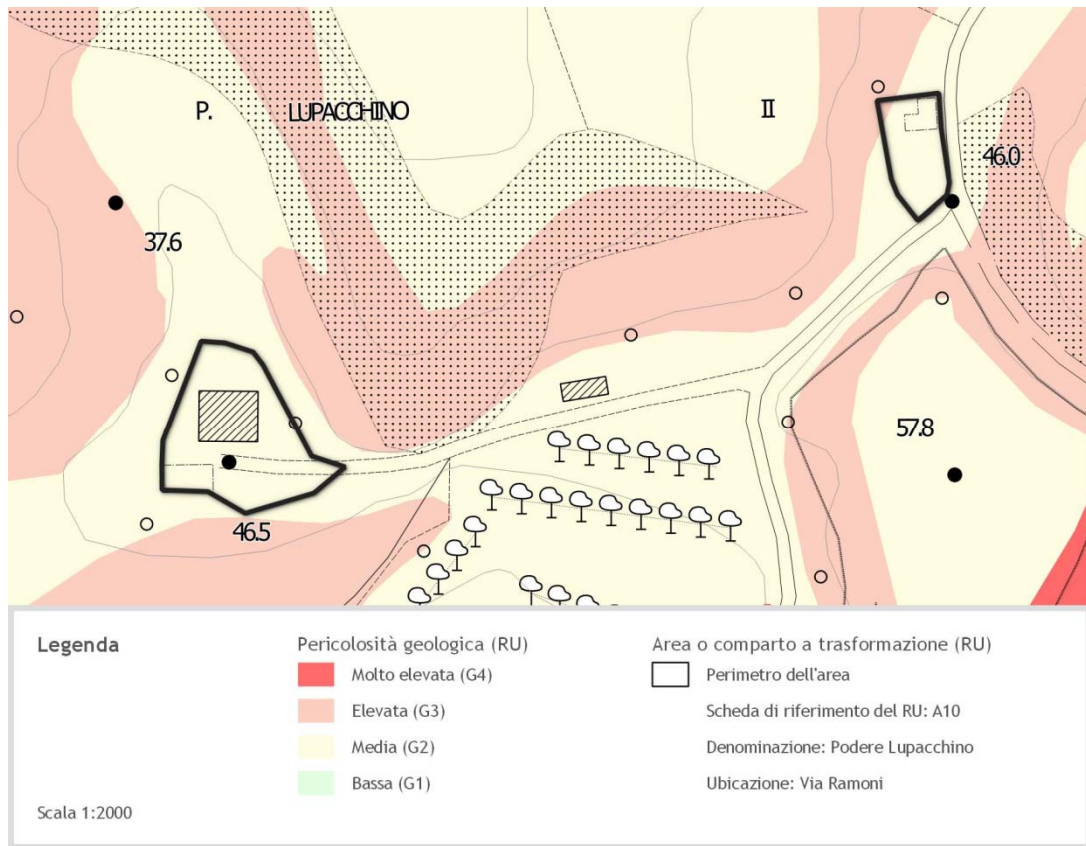 P. LUPACCHINO II
46.0
37.6
57.8
46.5
Legenda
Pericolosità geologica (RU)
Molto elevata (G4)
Elevata (G3)
Media (G2)
Bassa (G1)
Area o comparto a trasformazione (RU)
Perimetro dell'area
Scheda di riferimento del RU: A10
Denominazione: Podere Lupacchino
Ubicazione: Via Ramoni
Scala 1:2000